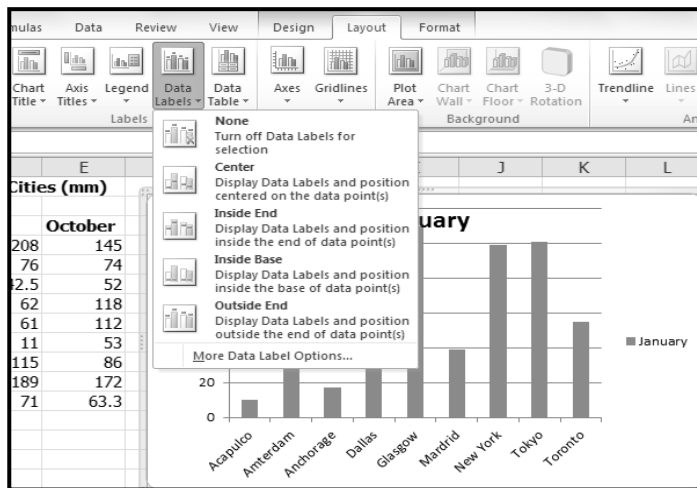 mulas Data Review View Design Layout Format
Chart Title Axis Titles Legend Data Labels Data Table Axes Gridlines Plot Area Chart Wall Chart Floor 3-D Rotation Trendline Lines
Labels Background An
None
Turn off Data Labels for
selection
Center
Display Data Labels and position
centered on the data point(s)
Inside End
Display Data Labels and position
inside the end of data point(s)
Inside Base
Display Data Labels and position
inside the base of data point(s)
Outside End
Display Data Labels and position
outside the end of data point(s)
More Data Label Options...
E J K L
Cities (mm)
October
208 145
76 74
42.5 52
62 118
61 112
11 53
115 86
189 172
71 63.3
uary
20
0
Acapulco
Amterdam
Anchorage
Dallas
Glasgow
Mardrid
New York
Tokyo
Toronto
January